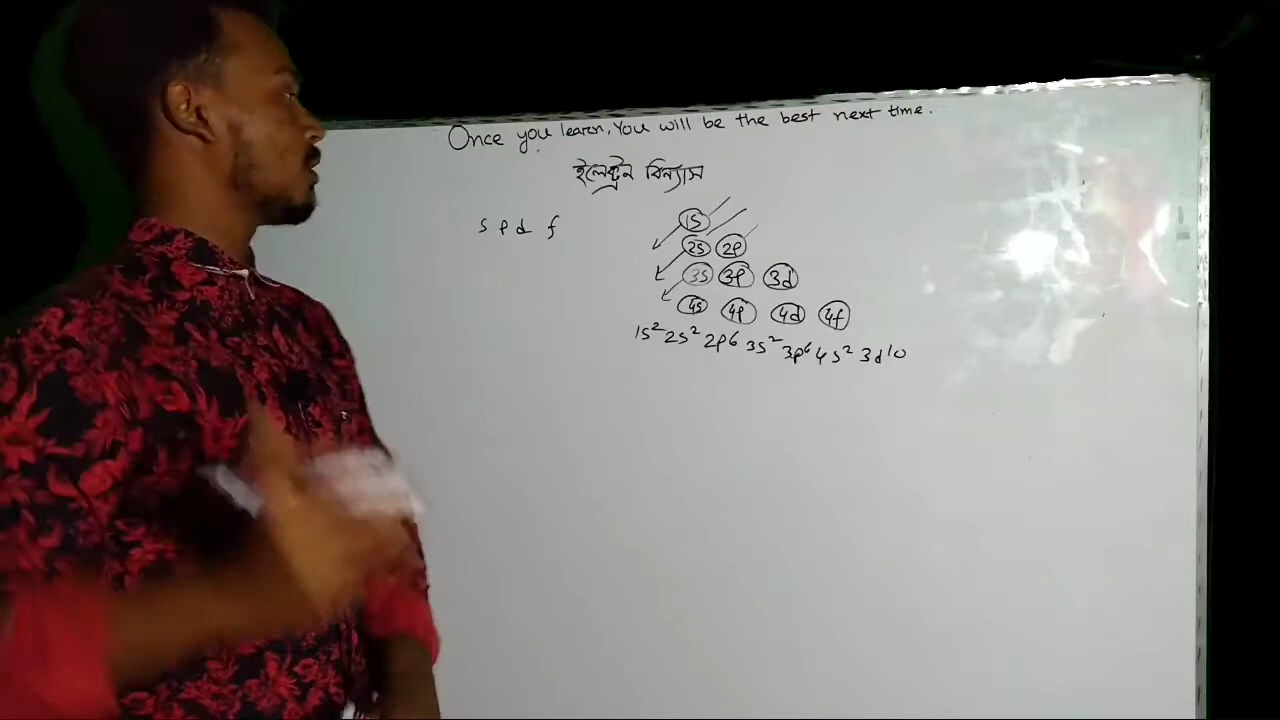 Once you learn, You will be the best next time.
ইলেক্ট্রন বিন্যাস
s p d f
1s
2s 2p
3s 3p 3d
4s 4p 4d 4f
1s² 2s² 2p⁶ 3s² 3p⁶ 4s² 3d¹⁰